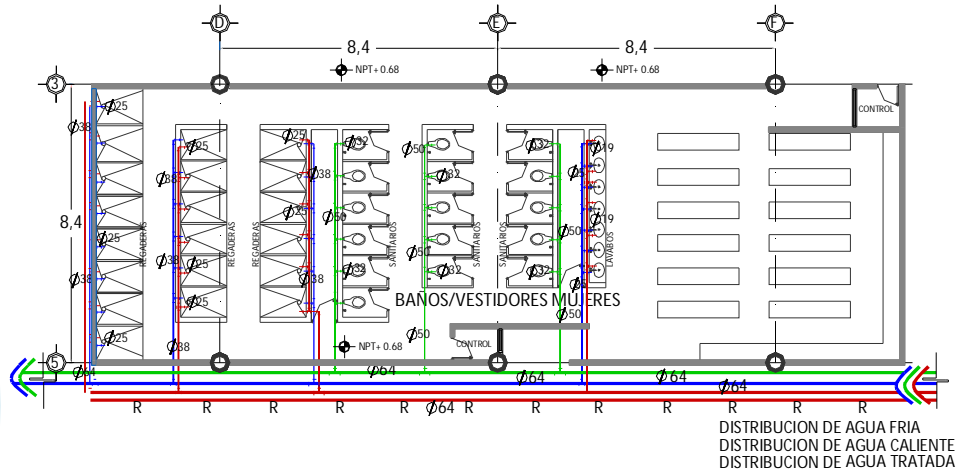 D E F
8,4 8,4
NPT+ 0.68 NPT+ 0.68
3
CONTROL
Ø25 Ø38
Ø25 Ø25 Ø32 Ø50 Ø32 Ø19
Ø38 Ø38 Ø32
8,4
Ø25 Ø50 Ø19
REGADERAS REGADERAS REGADERAS SANITARIOS SANITARIOS SANITARIOS LAVABOS
Ø25 Ø38 Ø50 Ø50
Ø38 Ø25 Ø38 Ø32 Ø32 Ø32
Ø25
BAÑOS/VESTIDORES MUJERES
Ø50
Ø25 Ø38 Ø50
NPT+ 0.68
CONTROL
5
Ø64 Ø64 Ø64 Ø64 Ø64
R R R R R Ø64 R R R R R R R
DISTRIBUCION DE AGUA FRIA
DISTRIBUCION DE AGUA CALIENTE
DISTRIBUCION DE AGUA TRATADA